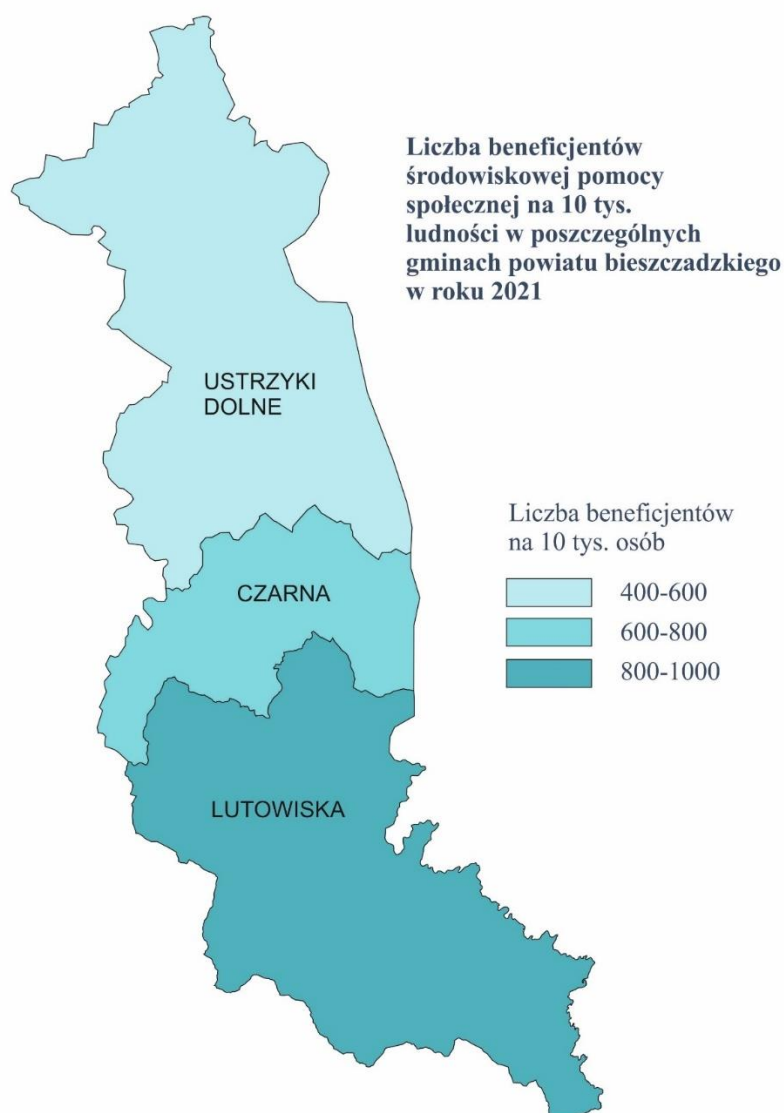 Liczba beneficjentów
środowiskowej pomocy
społecznej na 10 tys.
ludności w poszczególnych
gminach powiatu bieszczadzkiego
w roku 2021
USTRZYKI
DOLNE
Liczba beneficjentów
na 10 tys. osób
400-600
CZARNA
600-800
800-1000
LUTOWISKA